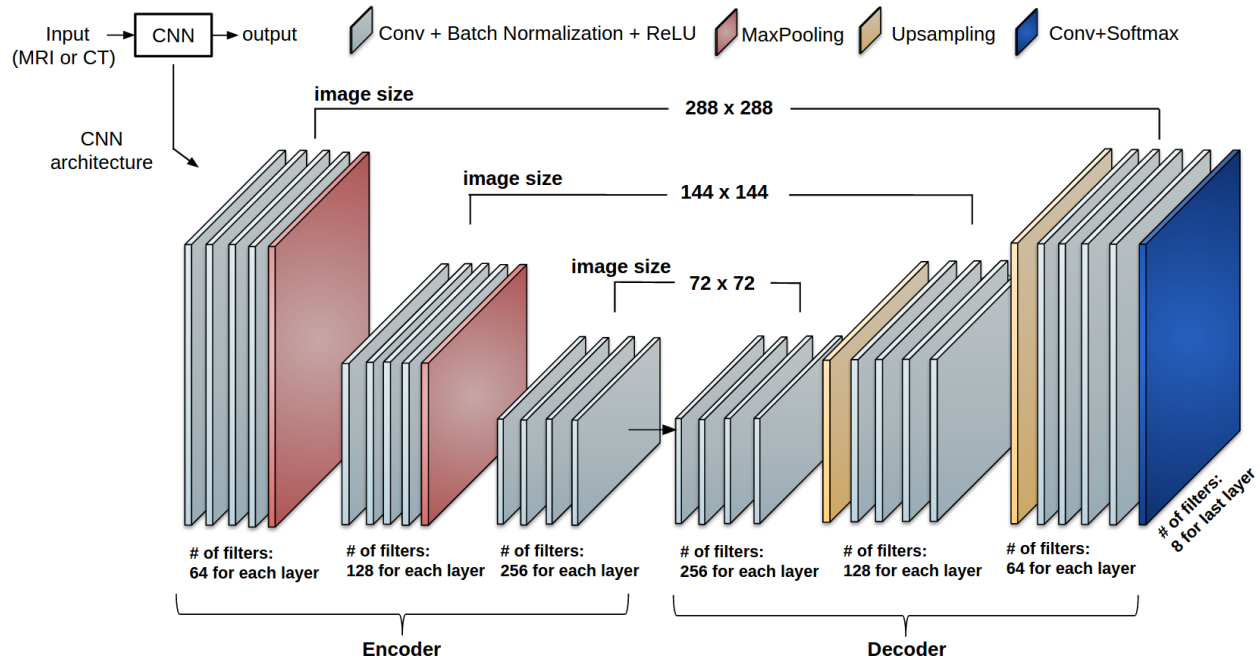 Input
(MRI or CT)
CNN
output
Conv + Batch Normalization + ReLU
MaxPooling
Upsampling
Conv+Softmax
CNN
architecture
image size
288 x 288
image size
144 x 144
image size
72 x 72
# of filters:
64 for each layer
# of filters:
128 for each layer
# of filters:
256 for each layer
# of filters:
256 for each layer
# of filters:
128 for each layer
# of filters:
64 for each layer
# of filters:
8 for last layer
Encoder
Decoder